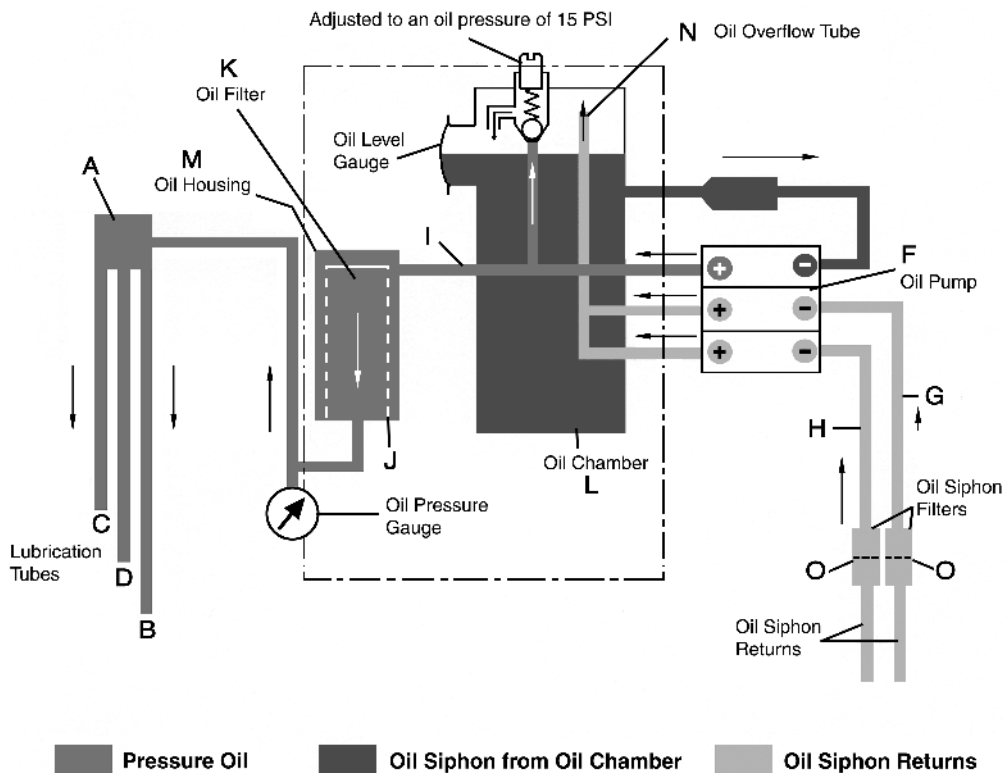 Adjusted to an oil pressure of 15 PSI
N Oil Overflow Tube
K
Oil Filter
Oil Level
Gauge
M
Oil Housing
A
I
F
Oil Pump
+
-
+
-
+
-
G
H
J
Oil Chamber
L
Oil Pressure
Gauge
Oil Siphon
Filters
C
Lubrication
Tubes
D
B
O
O
Oil Siphon
Returns
Pressure Oil
Oil Siphon from Oil Chamber
Oil Siphon Returns